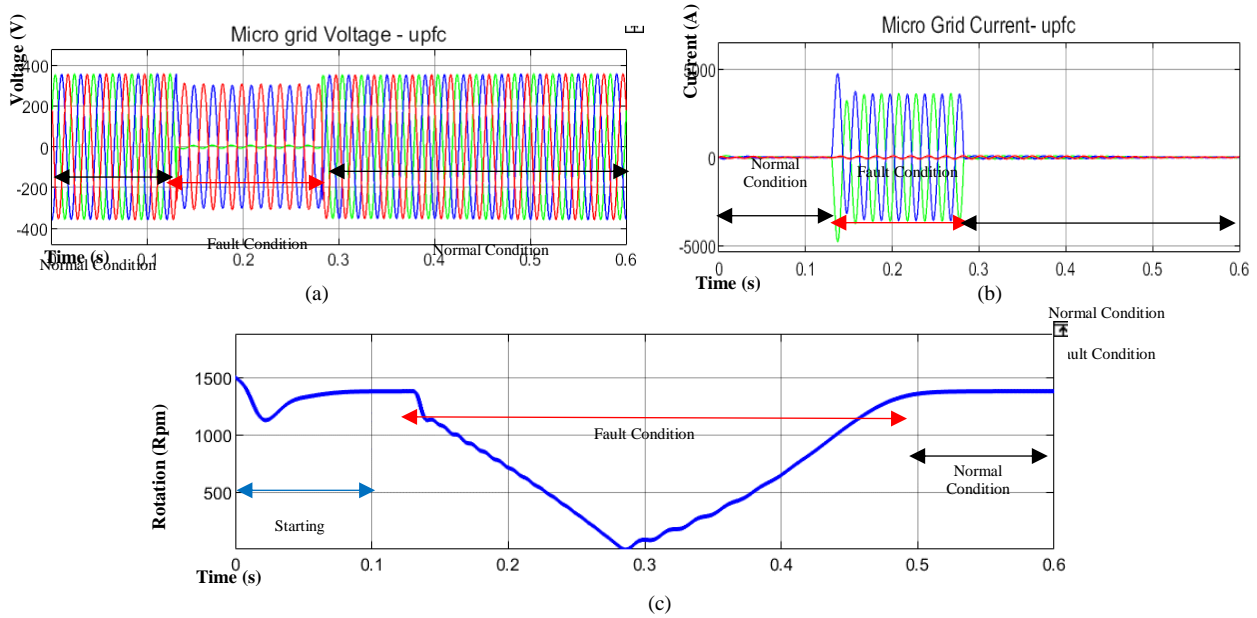 Micro grid Voltage - upfc
Voltage (V)
400
200
0
-200
-400
Fault Condition
Normal Condition
Normal Condition
0.1
0.2
0.3
0.4
0.5
0.6
Time (s)
(a)
Micro Grid Current- upfc
Current (A)
5000
0
-5000
Normal
Condition
Fault Condition
0
0.1
0.2
0.3
0.4
0.5
0.6
Time (s)
(b)
Normal Condition
ault Condition
Rotation (Rpm)
1500
1000
500
Fault Condition
Normal
Condition
Starting
0
0.1
0.2
0.3
0.4
0.5
0.6
Time (s)
(c)